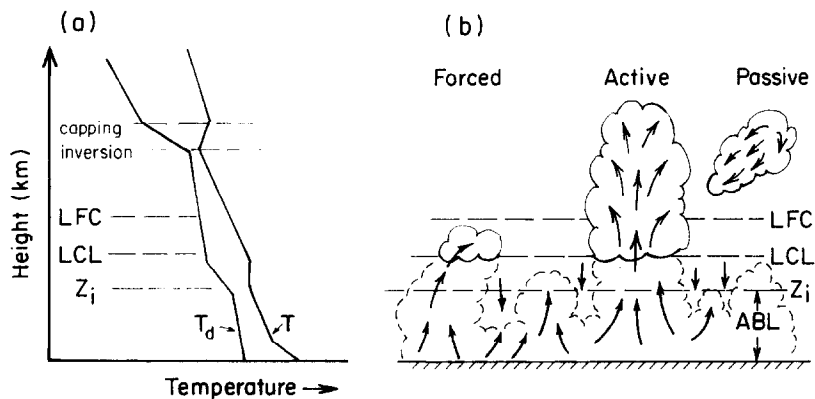 (a)
Height (km)
capping
inversion
LFC
LCL
Zi
Td
T
Temperature
(b)
Forced Active Passive
LFC
LCL
Zi
ABL